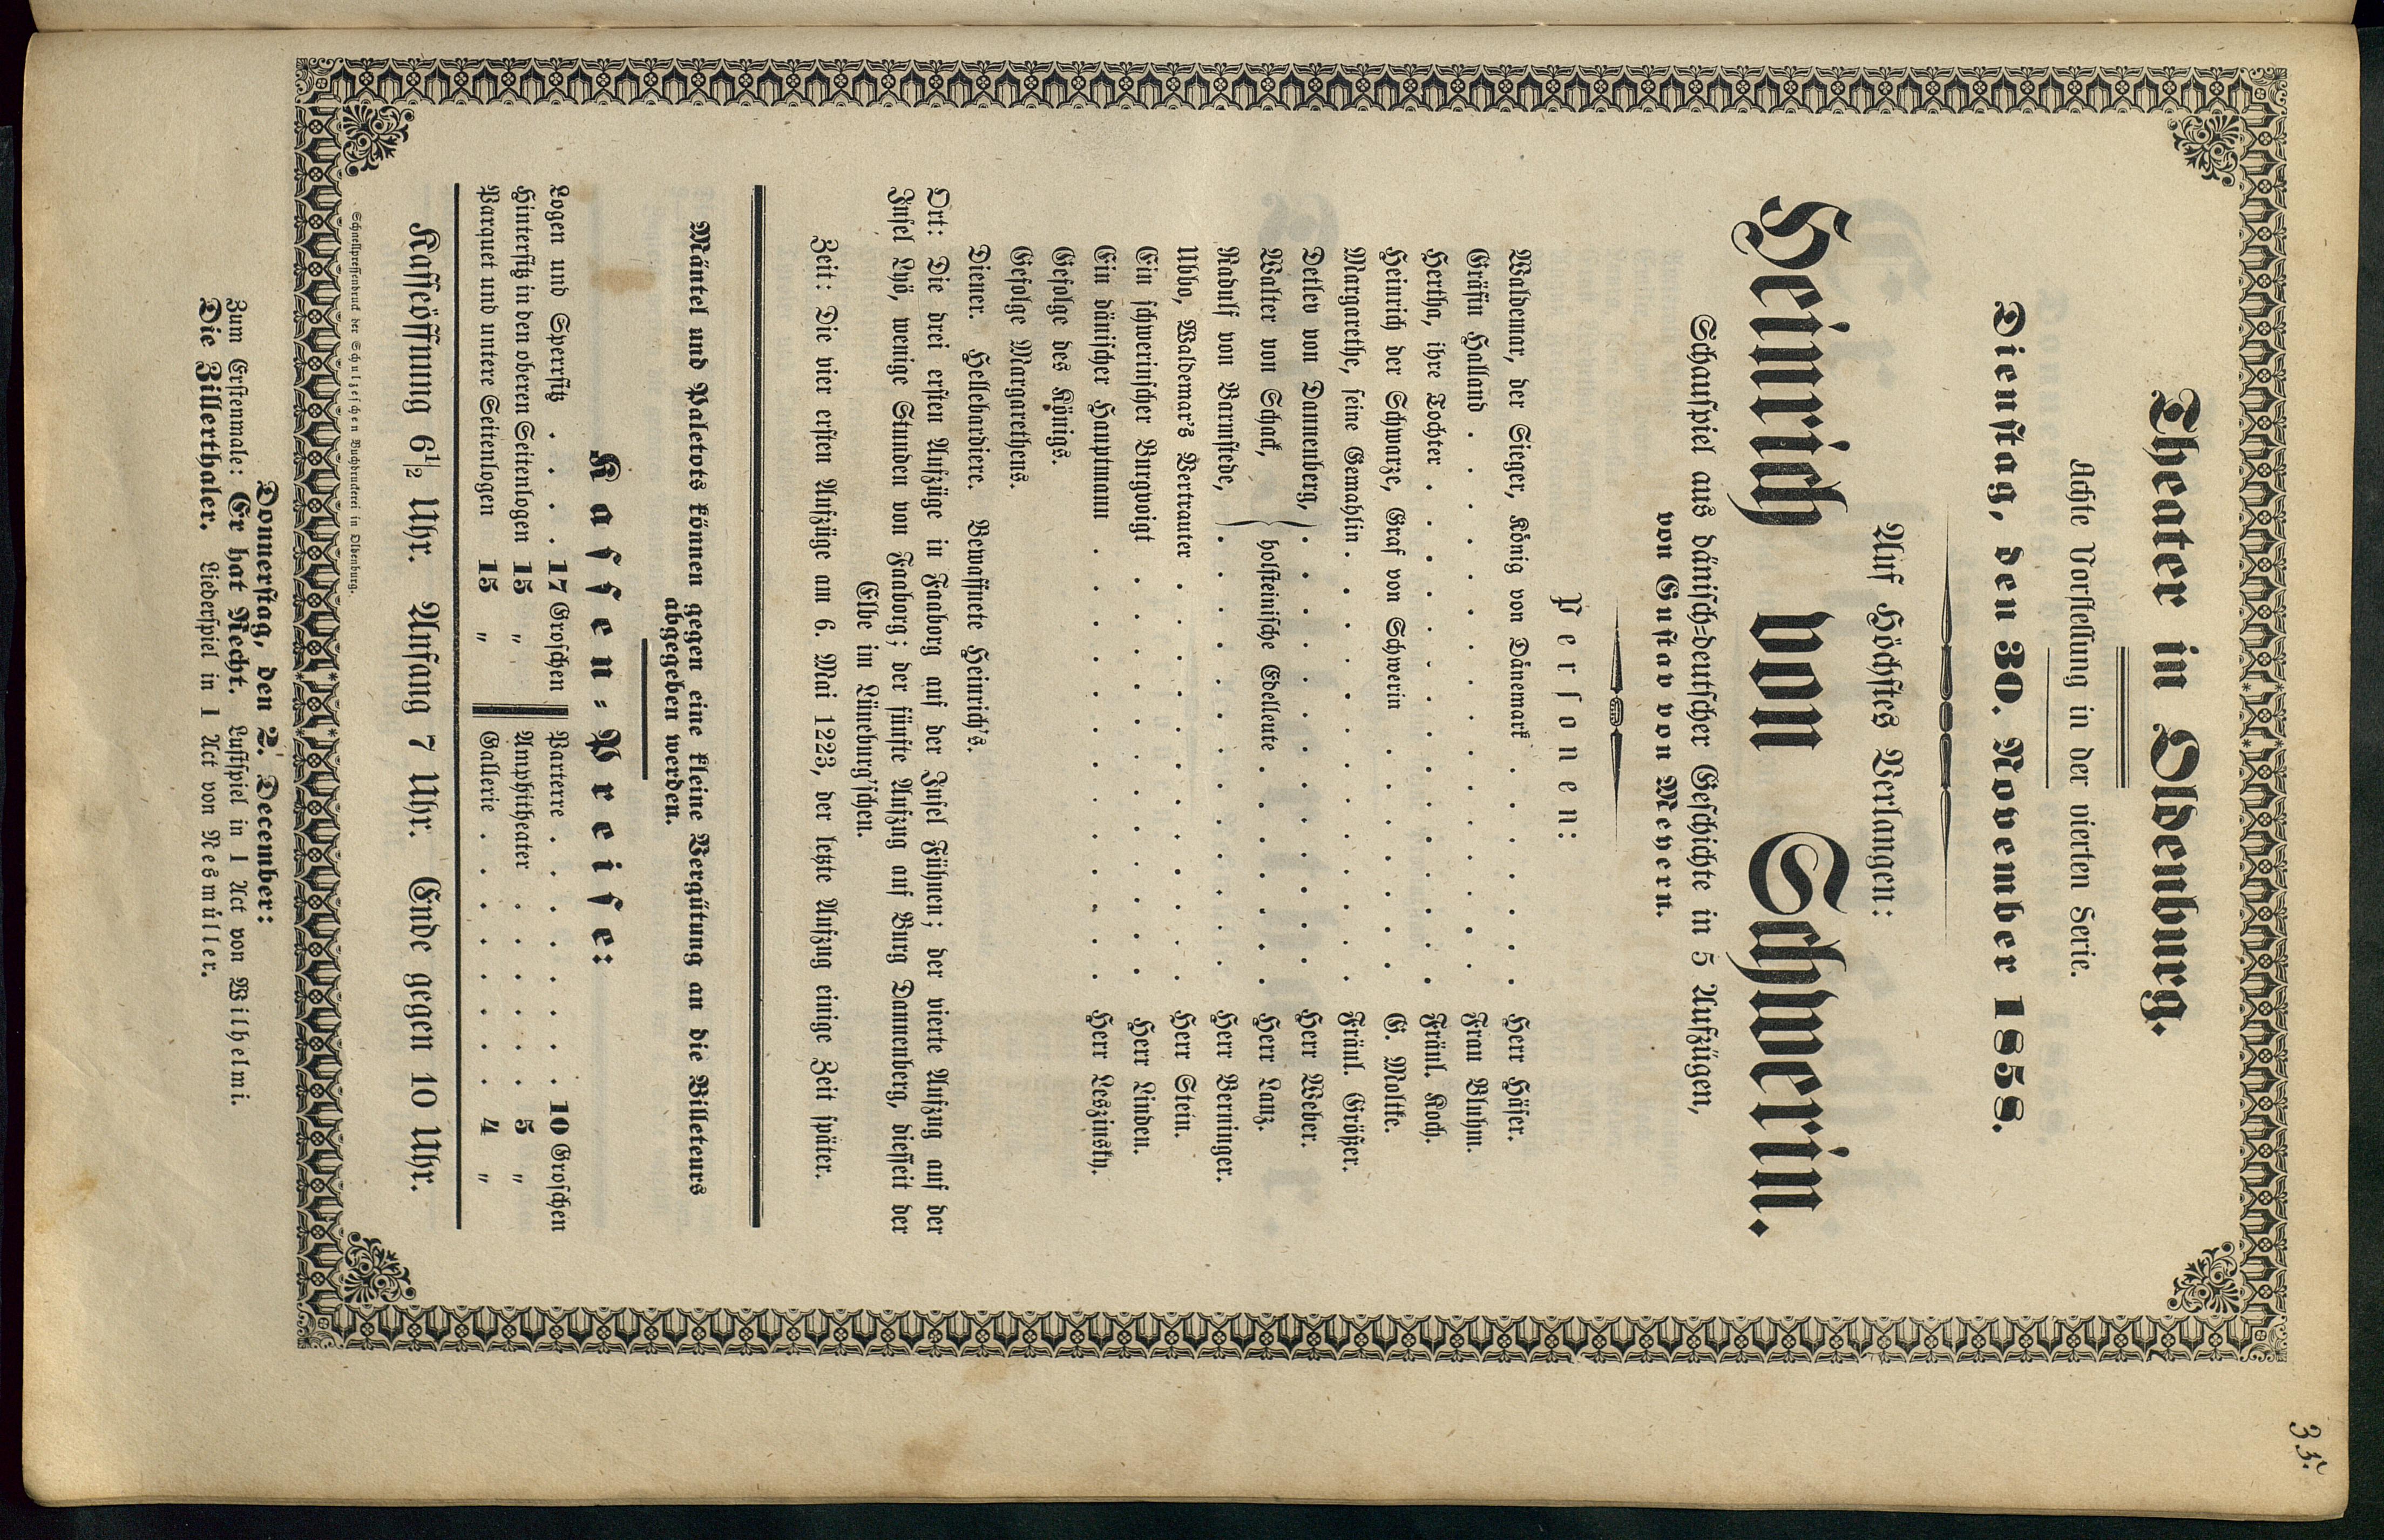 35.
Theater in Oldenburg.
Achte Vorstellung in der vierten Serie.
Dienstag, den 30. November 1858.
Auf Höchstes Verlangen:
Heinrich von Schwerin.
Schauspiel aus dänisch-deutscher Geschichte in 5 Aufzügen,
von Gustav von Meyern.
Personen:
Waldemar, der Sieger, König von Dänemark . . . . Herr Häser.
Gräfin Halland . . . . . . . . . Frau Bluhm.
Hertha, ihre Tochter . . . . . . . . Fräul. Koch.
Heinrich der Schwarze, Graf von Schwerin . . . . G. Moltke.
Margarethe, seine Gemahlin . . . . . . . Fräul. Größer.
Detlev von Dannenberg, . . . . . . . Herr Weber.
Walter von Schack, } holsteinische Edelleute . . . . Herr Lanz.
Radulf von Barmstede, . . . . . . . Herr Berninger.
Ubbo, Waldemar's Vertrauter . . . . . . . Herr Stein.
Ein schwerinscher Burgvoigt . . . . . . . Herr Linden.
Ein dänischer Hauptmann . . . . . . . Herr Leszinsky.
Gefolge des Königs.
Gefolge Margarethens.
Diener. Hellebardiere. Bewaffnete Heinrich's.
Ort: Die drei ersten Aufzüge in Faaborg auf der Insel Fühnen; der vierte Aufzug auf der
Insel Lyö, wenige Stunden von Faaborg; der fünfte Aufzug auf Burg Dannenberg, diesseit der
Elbe im Lüneburg'schen.
Zeit: Die vier ersten Aufzüge am 6. Mai 1223, der letzte Aufzug einige Zeit später.
Mäntel und Paletots können gegen eine kleine Vergütung an die Billeteurs
abgegeben werden.
Kassen-Preise:
Logen und Sperrsitz . . . . 17 Groschen
Hintersitz in den oberen Seitenlogen 15 "
Parquet und untere Seitenlogen 15 "
Parterre . . . . . . 10 Groschen
Amphitheater . . . . . 5 "
Gallerie . . . . . . 4 "
Kasseöffnung 6 1/2 Uhr. Anfang 7 Uhr. Ende gegen 10 Uhr.
Schnellpressendruck der Schulzeschen Buchdruckerei in Oldenburg.
Donnerstag, den 2. December:
Zum Erstenmale: Er hat Recht. Lustspiel in 1 Act von Wilhelmi.
Die Zillerthaler. Liederspiel in 1 Act von Nesmüller.